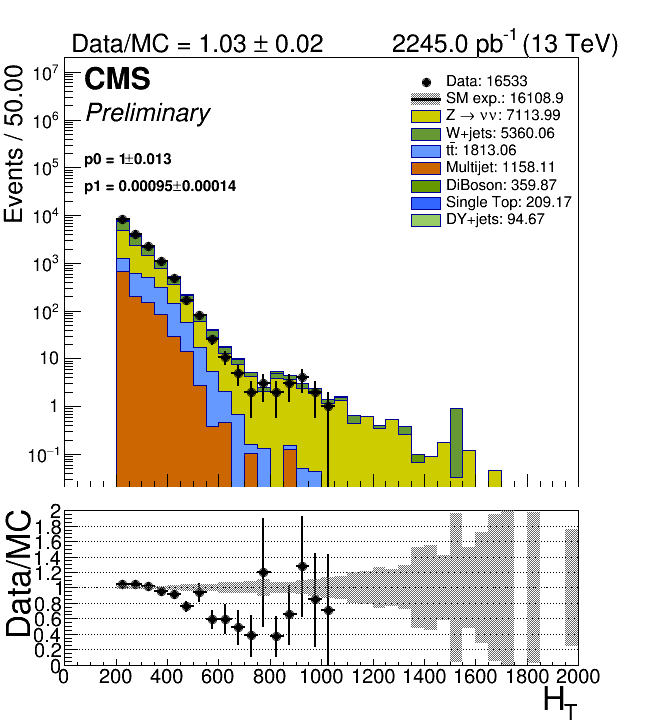 Data/MC = 1.03 ± 0.02 2245.0 pb⁻¹ (13 TeV)
CMS
Preliminary
p0 = 1±0.013
p1 = 0.00095±0.00014
Data: 16533
SM exp.: 16108.9
Z → νν: 7113.99
W+jets: 5360.06
tt̄: 1813.06
Multijet: 1158.11
DiBoson: 359.87
Single Top: 209.17
DY+jets: 94.67
Events / 50.00
10⁷
10⁶
10⁵
10⁴
10³
10²
10
1
10⁻¹
Data/MC
2
1.8
1.6
1.4
1.2
1
0.8
0.6
0.4
0.2
0
0 200 400 600 800 1000 1200 1400 1600 1800 2000
H_T